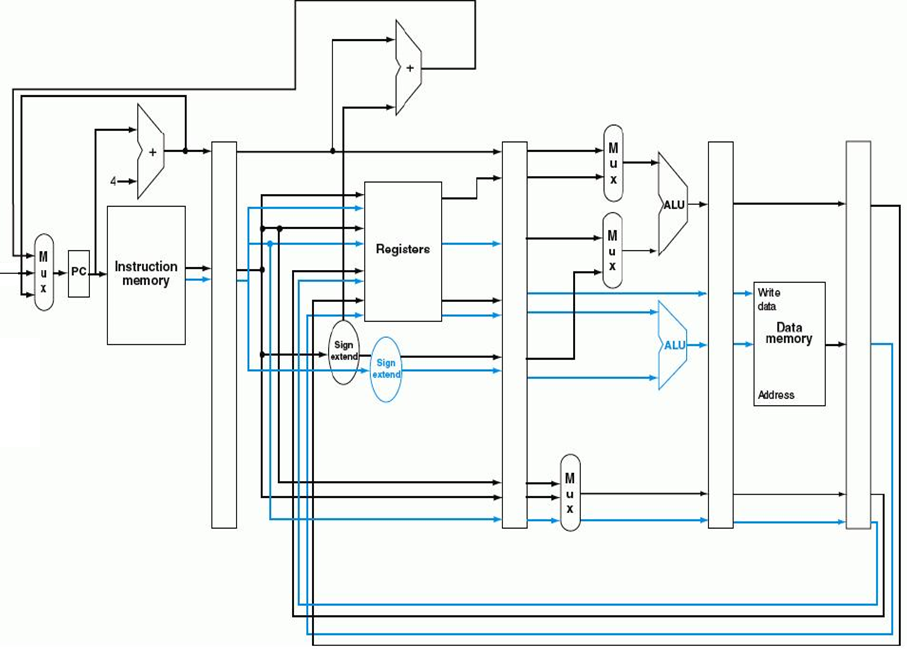 +
+
4
M
u
x
PC
Instruction
memory
Registers
Sign
extend
Sign
extend
M
u
x
M
u
x
ALU
ALU
M
u
x
Write
data
Data
memory
Address